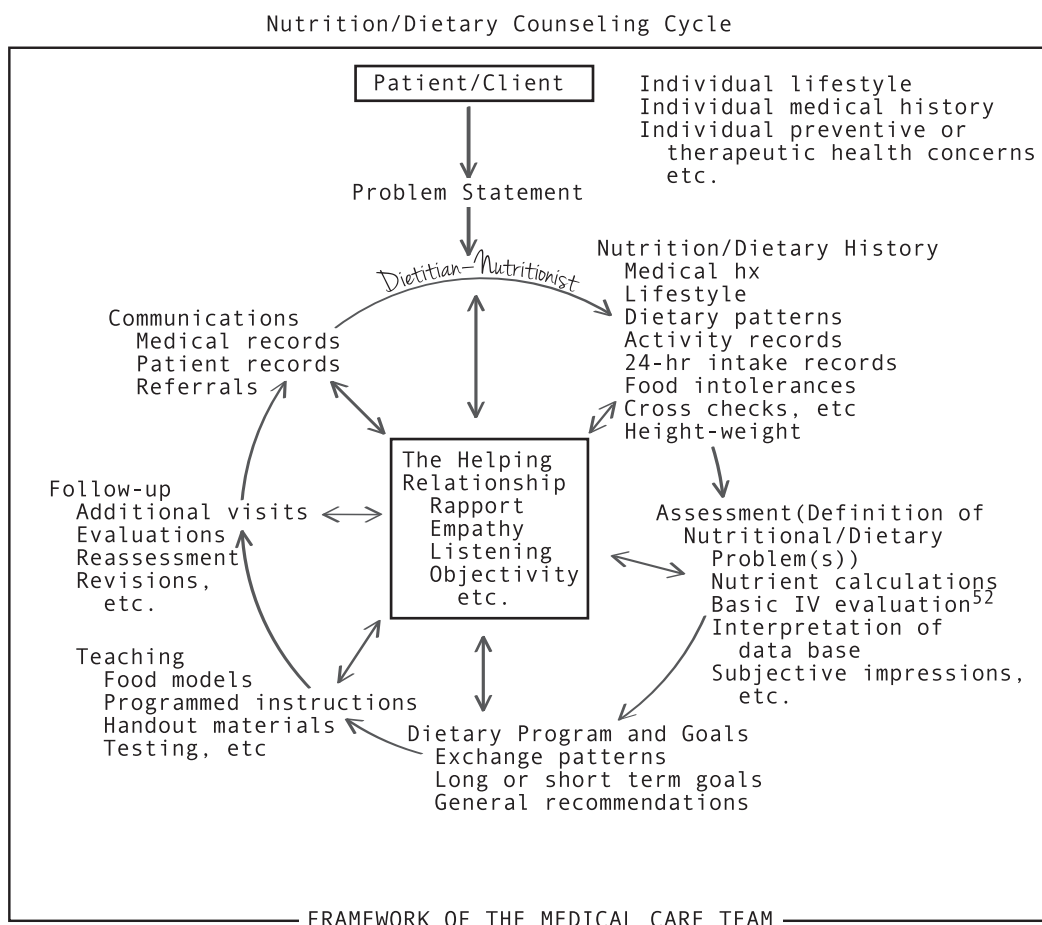 Nutrition/Dietary Counseling Cycle
Patient/Client
Individual lifestyle
Individual medical history
Individual preventive or
therapeutic health concerns
etc.
Problem Statement
Dietitian-Nutritionist
Nutrition/Dietary History
Medical hx
Lifestyle
Dietary patterns
Activity records
24-hr intake records
Food intolerances
Cross checks, etc
Height-weight
Communications
Medical records
Patient records
Referrals
The Helping
Relationship
Rapport
Empathy
Listening
Objectivity
etc.
Follow-up
Additional visits
Evaluations
Reassessment
Revisions,
etc.
Assessment(Definition of
Nutritional/Dietary
Problem(s))
Nutrient calculations
Basic IV evaluation52
Interpretation of
data base
Subjective impressions,
etc.
Teaching
Food models
Programmed instructions
Handout materials
Testing, etc
Dietary Program and Goals
Exchange patterns
Long or short term goals
General recommendations
FRAMEWORK OF THE MEDICAL CARE TEAM